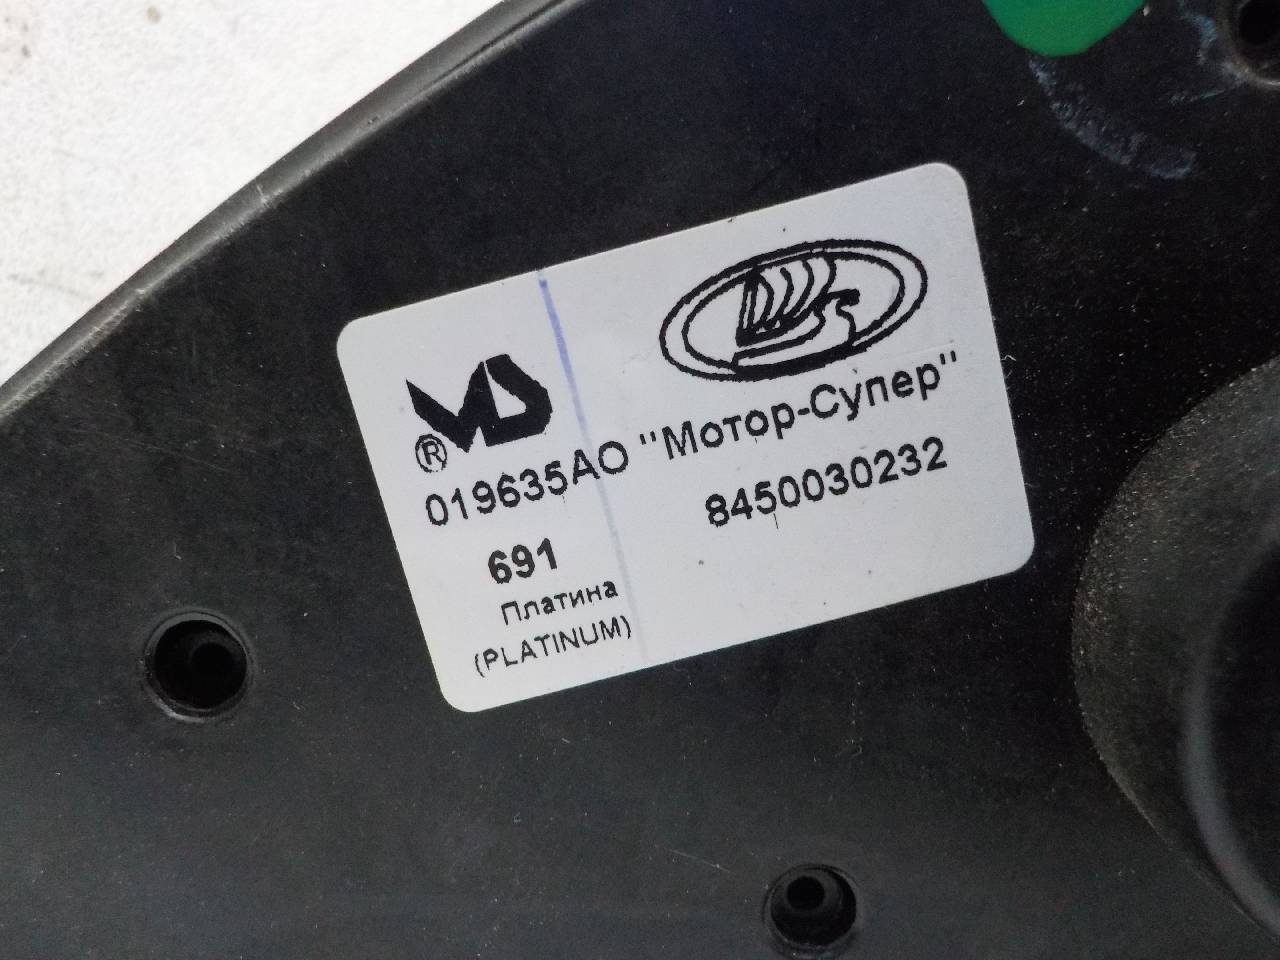 ®
019635АО "Мотор-Супер"
8450030232
691
Платина
(PLATINUM)